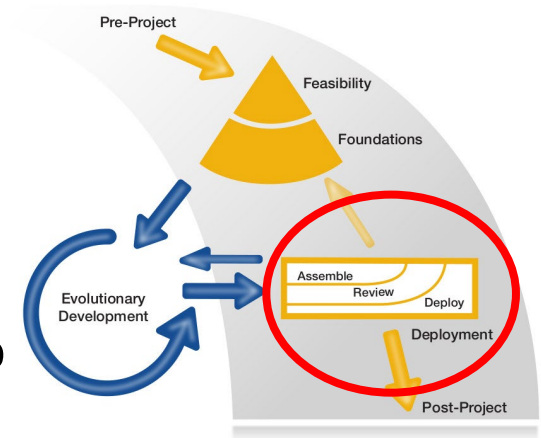 Pre-Project
Feasibility
Foundations
Assemble
Review
Deploy
Evolutionary
Development
Deployment
Post-Project